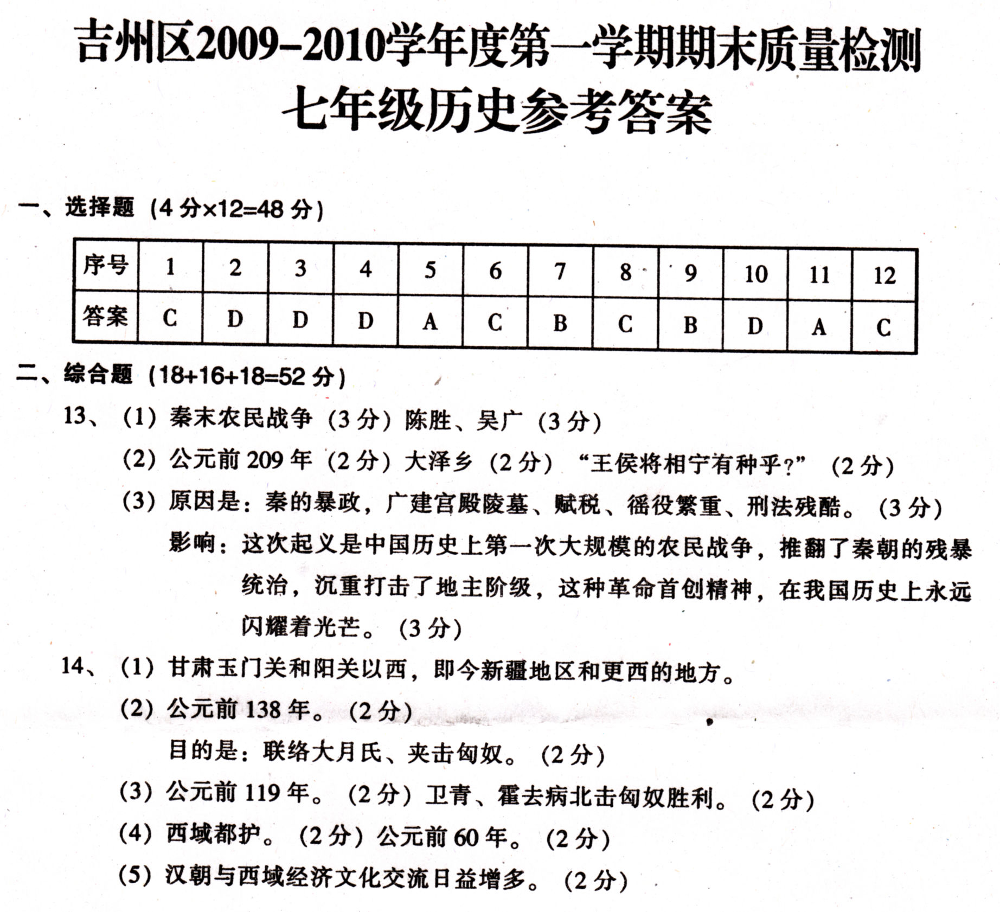 吉州区2009-2010学年度第一学期期末质量检测
七年级历史参考答案
一、选择题（4 分×12=48 分）
序号 1 2 3 4 5 6 7 8 9 10 11 12
答案 C D D D A C B C B D A C
二、综合题（18+16+18=52 分）
13、（1）秦末农民战争（3 分）陈胜、吴广（3 分）
（2）公元前 209 年（2 分）大泽乡（2 分）“王侯将相宁有种乎?”（2 分）
（3）原因是：秦的暴政，广建宫殿陵墓、赋税、徭役繁重、刑法残酷。（3 分）
影响：这次起义是中国历史上第一次大规模的农民战争，推翻了秦朝的残暴
统治，沉重打击了地主阶级，这种革命首创精神，在我国历史上永远
闪耀着光芒。（3 分）
14、（1）甘肃玉门关和阳关以西，即今新疆地区和更西的地方。
（2）公元前 138 年。（2 分）
目的是：联络大月氏、夹击匈奴。（2 分）
（3）公元前 119 年。（2 分）卫青、霍去病北击匈奴胜利。（2 分）
（4）西域都护。（2 分）公元前 60 年。（2 分）
（5）汉朝与西域经济文化交流日益增多。（2 分）